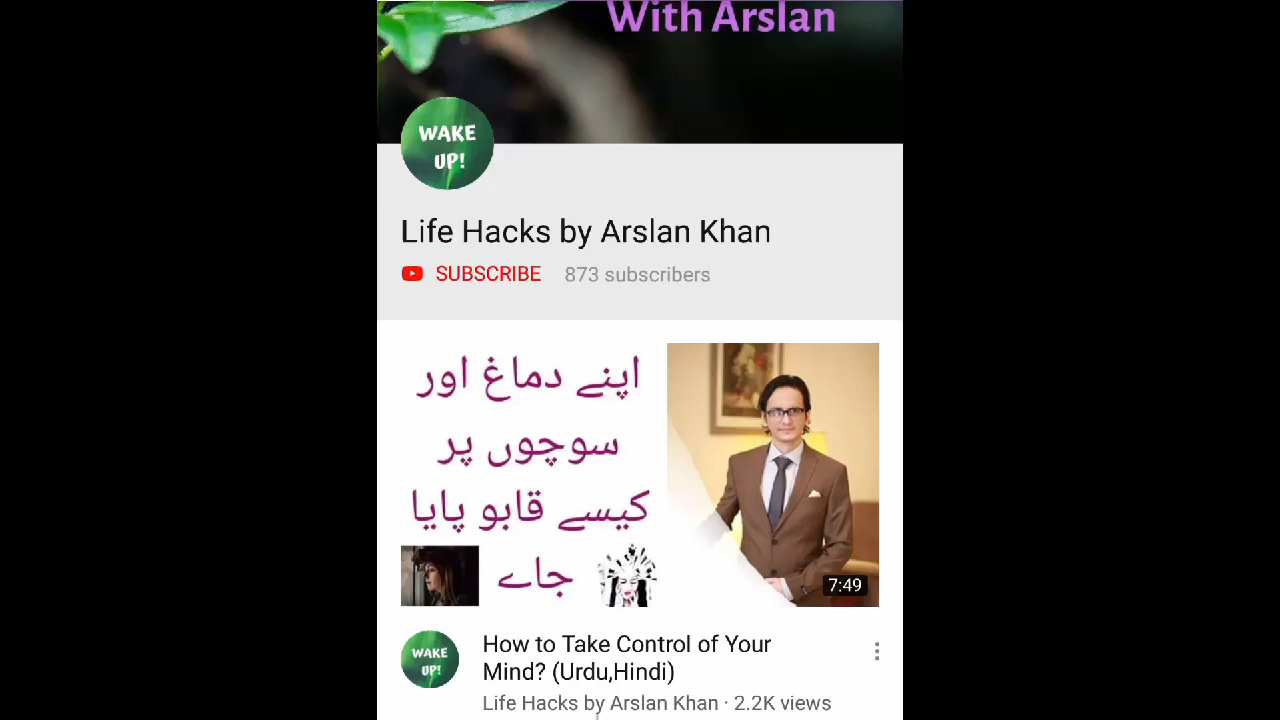 With Arslan
WAKE
UP!
Life Hacks by Arslan Khan
SUBSCRIBE 873 subscribers
اپنے دماغ اور
سوچوں پر
کیسے قابو پایا
جاے
7:49
WAKE
UP!
How to Take Control of Your
Mind? (Urdu,Hindi)
Life Hacks by Arslan Khan · 2.2K views